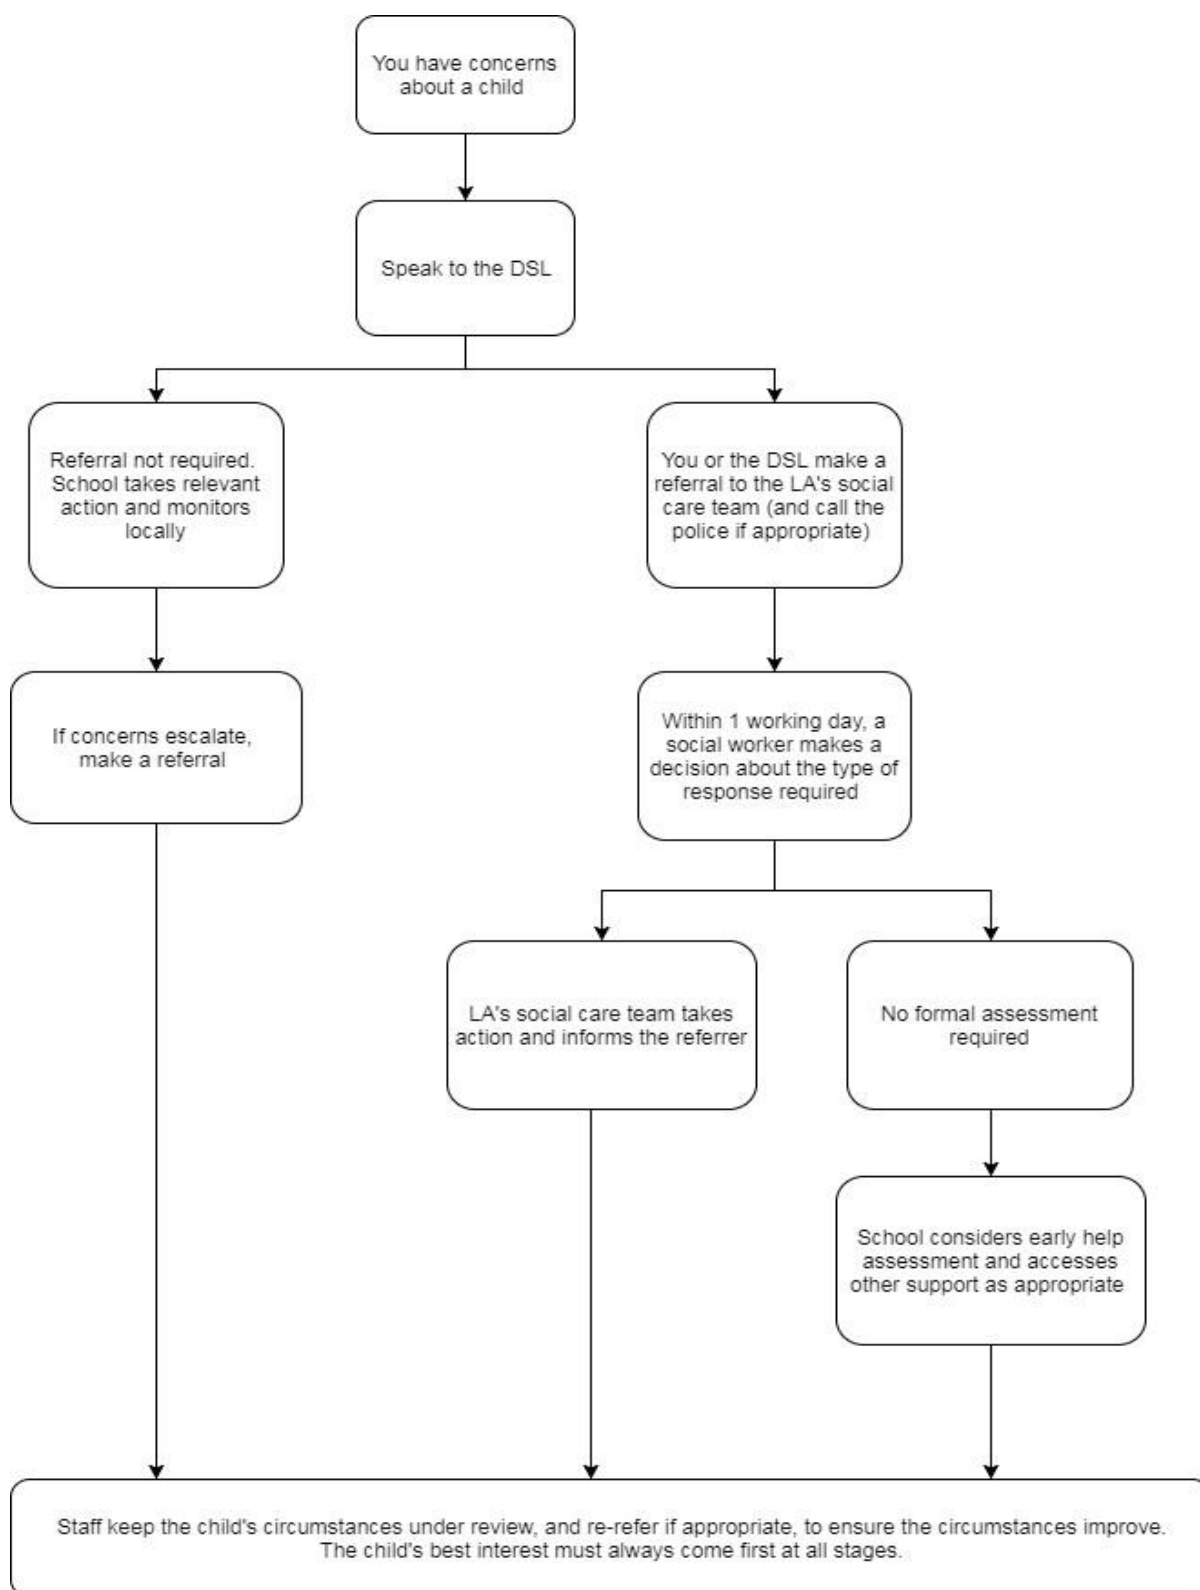 You have concerns
about a child
Speak to the DSL
Referral not required.
School takes relevant
action and monitors
locally
You or the DSL make a
referral to the LA's social
care team (and call the
police if appropriate)
If concerns escalate,
make a referral
Within 1 working day, a
social worker makes a
decision about the type of
response required
LA's social care team takes
action and informs the referrer
No formal assessment
required
School considers early help
assessment and accesses
other support as appropriate
Staff keep the child's circumstances under review, and re-refer if appropriate, to ensure the circumstances improve.
The child's best interest must always come first at all stages.